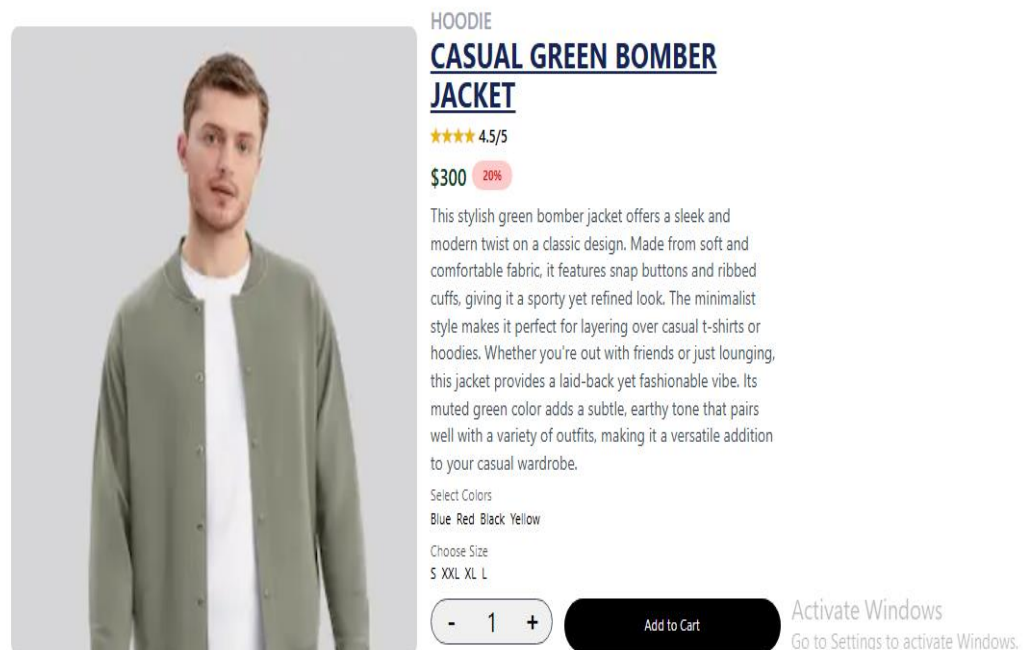 HOODIE
CASUAL GREEN BOMBER
JACKET
4.5/5
$300 20%
This stylish green bomber jacket offers a sleek and
modern twist on a classic design. Made from soft and
comfortable fabric, it features snap buttons and ribbed
cuffs, giving it a sporty yet refined look. The minimalist
style makes it perfect for layering over casual t-shirts or
hoodies. Whether you're out with friends or just lounging,
this jacket provides a laid-back yet fashionable vibe. Its
muted green color adds a subtle, earthy tone that pairs
well with a variety of outfits, making it a versatile addition
to your casual wardrobe.
Select Colors
Blue Red Black Yellow
Choose Size
S XXL XL L
- 1 +
Add to Cart
Activate Windows
Go to Settings to activate Windows.